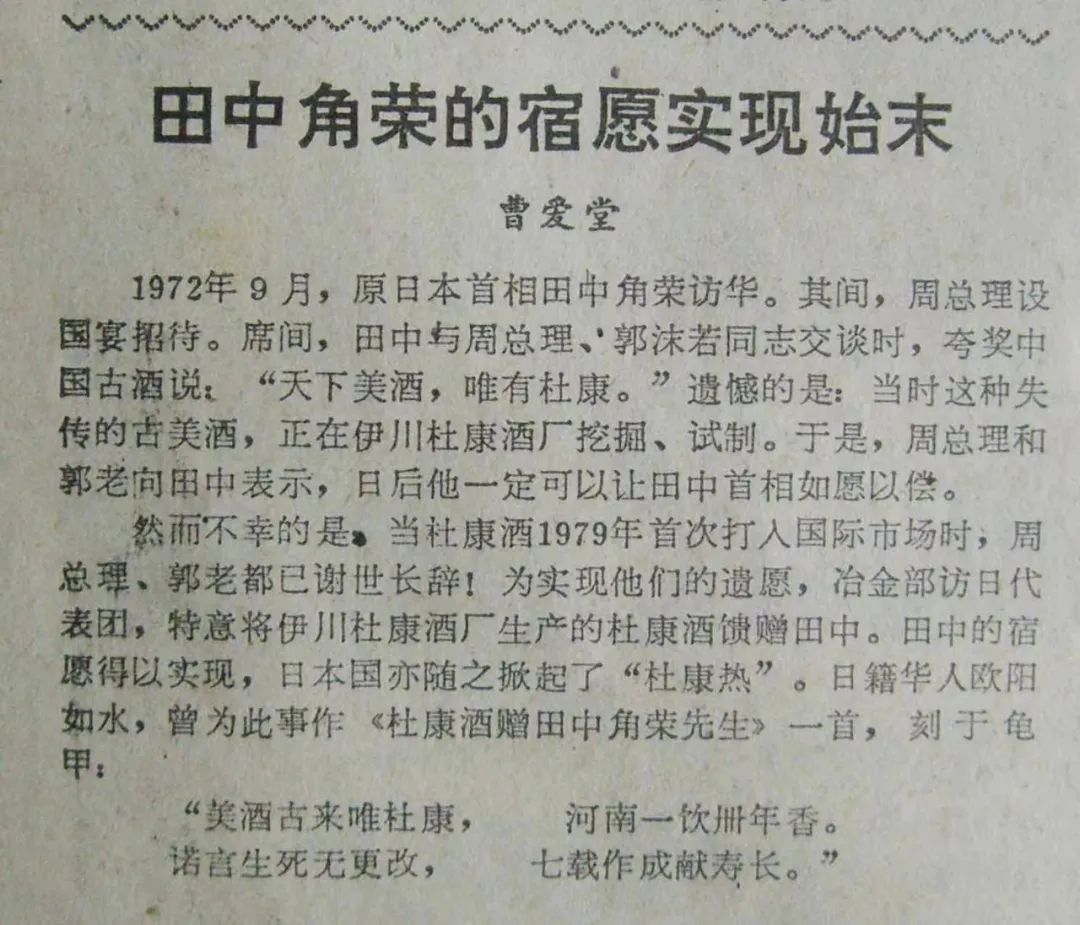 田中角荣的宿愿实现始末
曹爱堂
1972年9月，原日本首相田中角荣访华。其间，周总理设
国宴招待。席间，田中与周总理、郭沫若同志交谈时，夸奖中
国古酒说：“天下美酒，唯有杜康。”遗憾的是：当时这种失
传的古美酒，正在伊川杜康酒厂挖掘、试制。于是，周总理和
郭老向田中表示，日后他一定可以让田中首相如愿以偿。
然而不幸的是，当杜康酒1979年首次打入国际市场时，周
总理、郭老都已谢世长辞！为实现他们的遗愿，冶金部访日代
表团，特意将伊川杜康酒厂生产的杜康酒馈赠田中。田中的宿
愿得以实现，日本国亦随之掀起了“杜康热”。日籍华人欧阳
如水，曾为此事作《杜康酒赠田中角荣先生》一首，刻于龟
甲：
“美酒古来唯杜康，　河南一饮卌年香。
诺言生死无更改，　七载作成献寿长。”